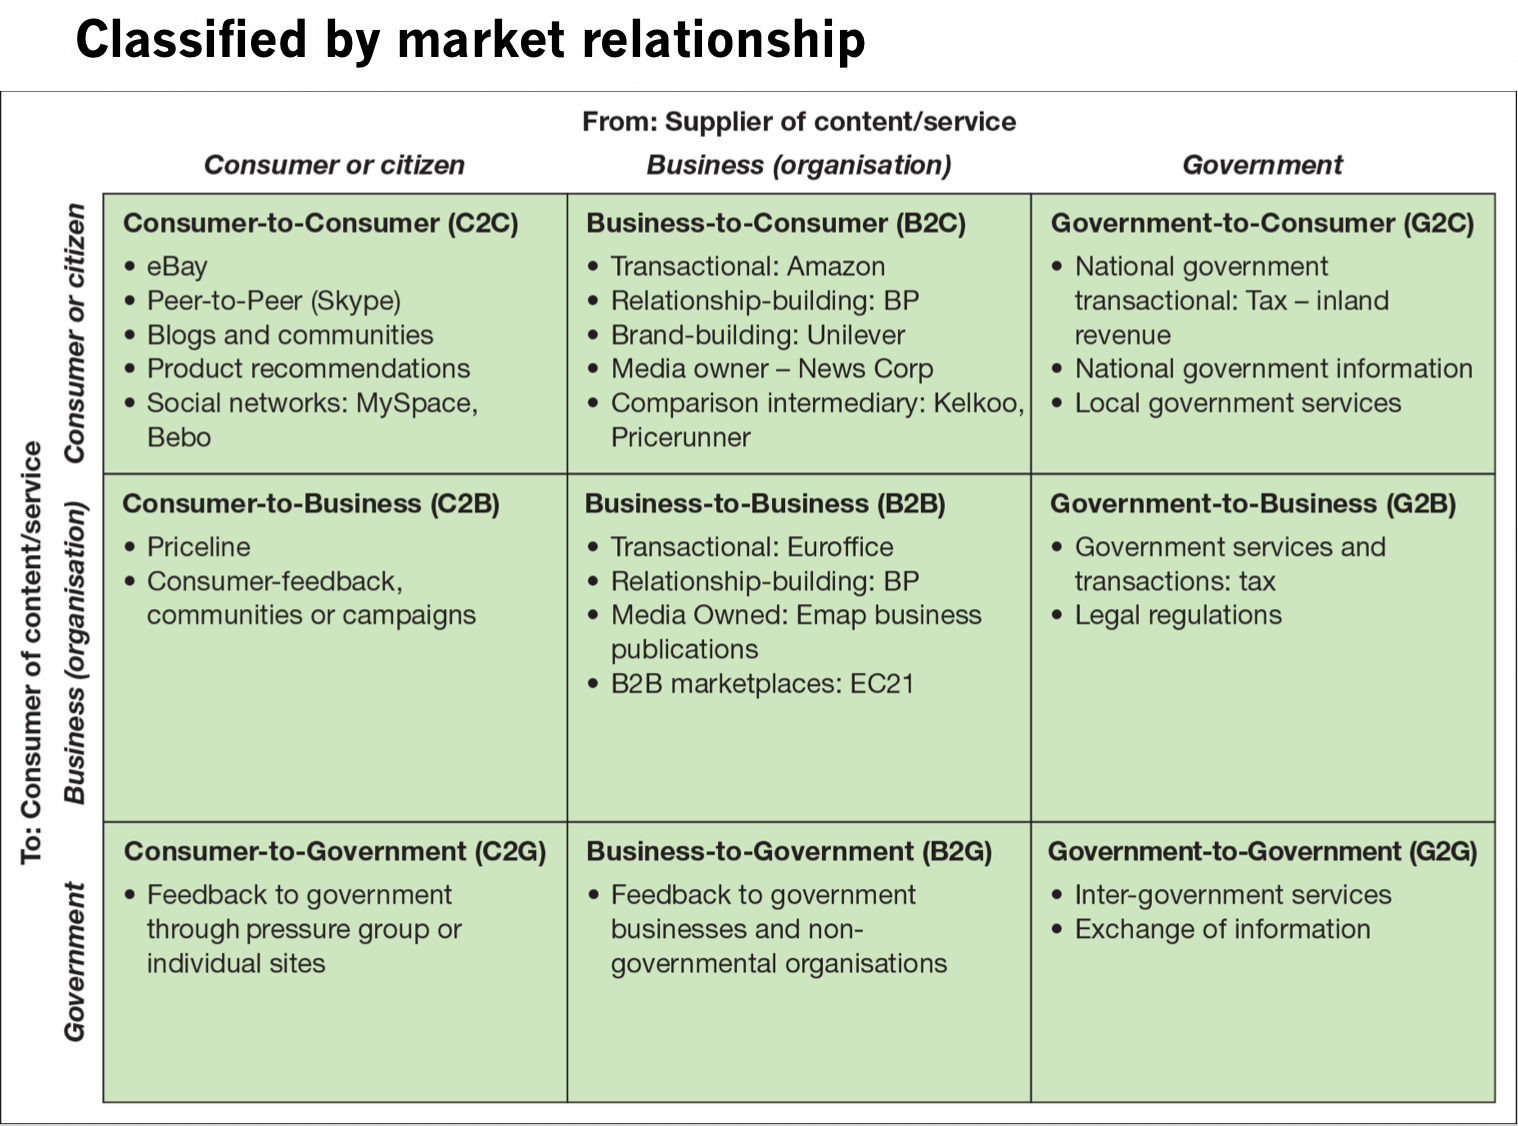 Classified by market relationship
From: Supplier of content/service
Consumer or citizen
Business (organisation)
Government
To: Consumer of content/service
Consumer or citizen
Consumer-to-Consumer (C2C)
• eBay
• Peer-to-Peer (Skype)
• Blogs and communities
• Product recommendations
• Social networks: MySpace,
Bebo
Business-to-Consumer (B2C)
• Transactional: Amazon
• Relationship-building: BP
• Brand-building: Unilever
• Media owner – News Corp
• Comparison intermediary: Kelkoo,
Pricerunner
Government-to-Consumer (G2C)
• National government
transactional: Tax – inland
revenue
• National government information
• Local government services
Business (organisation)
Consumer-to-Business (C2B)
• Priceline
• Consumer-feedback,
communities or campaigns
Business-to-Business (B2B)
• Transactional: Euroffice
• Relationship-building: BP
• Media Owned: Emap business
publications
• B2B marketplaces: EC21
Government-to-Business (G2B)
• Government services and
transactions: tax
• Legal regulations
Government
Consumer-to-Government (C2G)
• Feedback to government
through pressure group or
individual sites
Business-to-Government (B2G)
• Feedback to government
businesses and non-
governmental organisations
Government-to-Government (G2G)
• Inter-government services
• Exchange of information